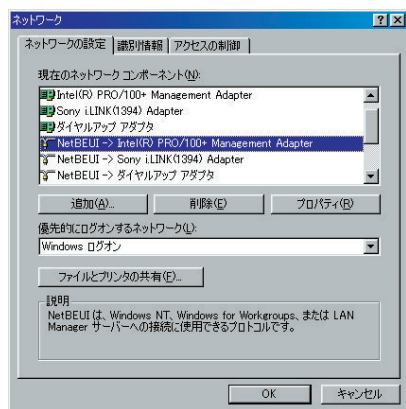 ネットワーク
ネットワークの設定 識別情報 アクセスの制御
現在のネットワーク コンポーネント(N):
Intel(R) PRO/100+ Management Adapter
Sony i.LINK(1394) Adapter
ダイヤルアップ アダプタ
NetBEUI -> Intel(R) PRO/100+ Management Adapter
NetBEUI -> Sony i.LINK(1394) Adapter
NetBEUI -> ダイヤルアップ アダプタ
追加(A)... 削除(E) プロパティ(R)
優先的にログオンするネットワーク(L):
Windows ログオン
ファイルとプリンタの共有(F)...
説明
NetBEUI は、Windows NT、Windows for Workgroups、または LAN
Manager サーバーへの接続に使用できるプロトコルです。
OK キャンセル